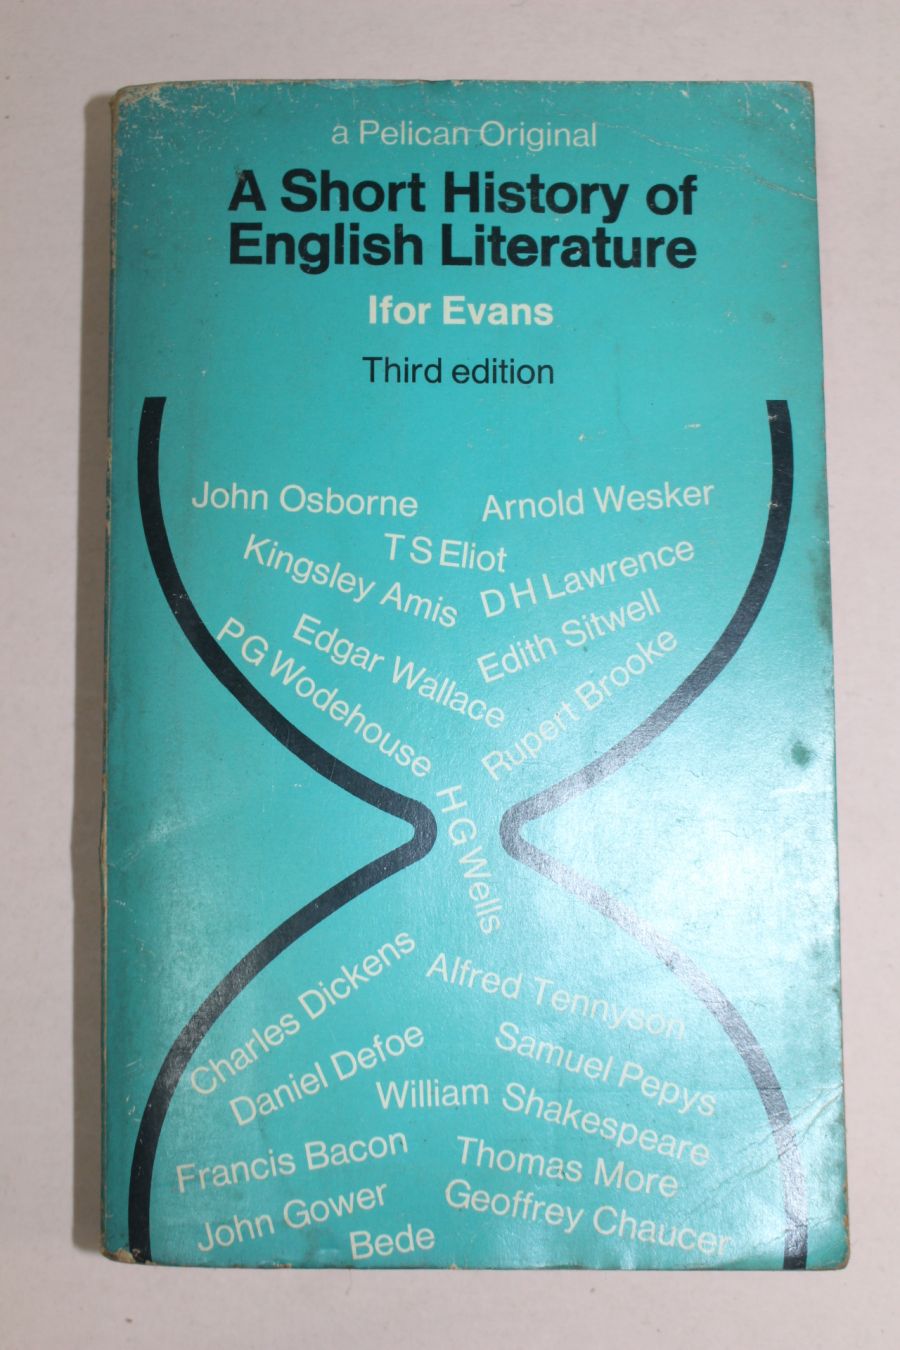 a Pelican Original
A Short History of
English Literature
Ifor Evans
Third edition
John Osborne
Arnold Wesker
T S Eliot
Kingsley Amis
D H Lawrence
Edgar Wallace
Edith Sitwell
P G Wodehouse
Rupert Brooke
H G Wells
Charles Dickens
Alfred Tennyson
Daniel Defoe
Samuel Pepys
William Shakespeare
Francis Bacon
Thomas More
John Gower
Geoffrey Chaucer
Bede